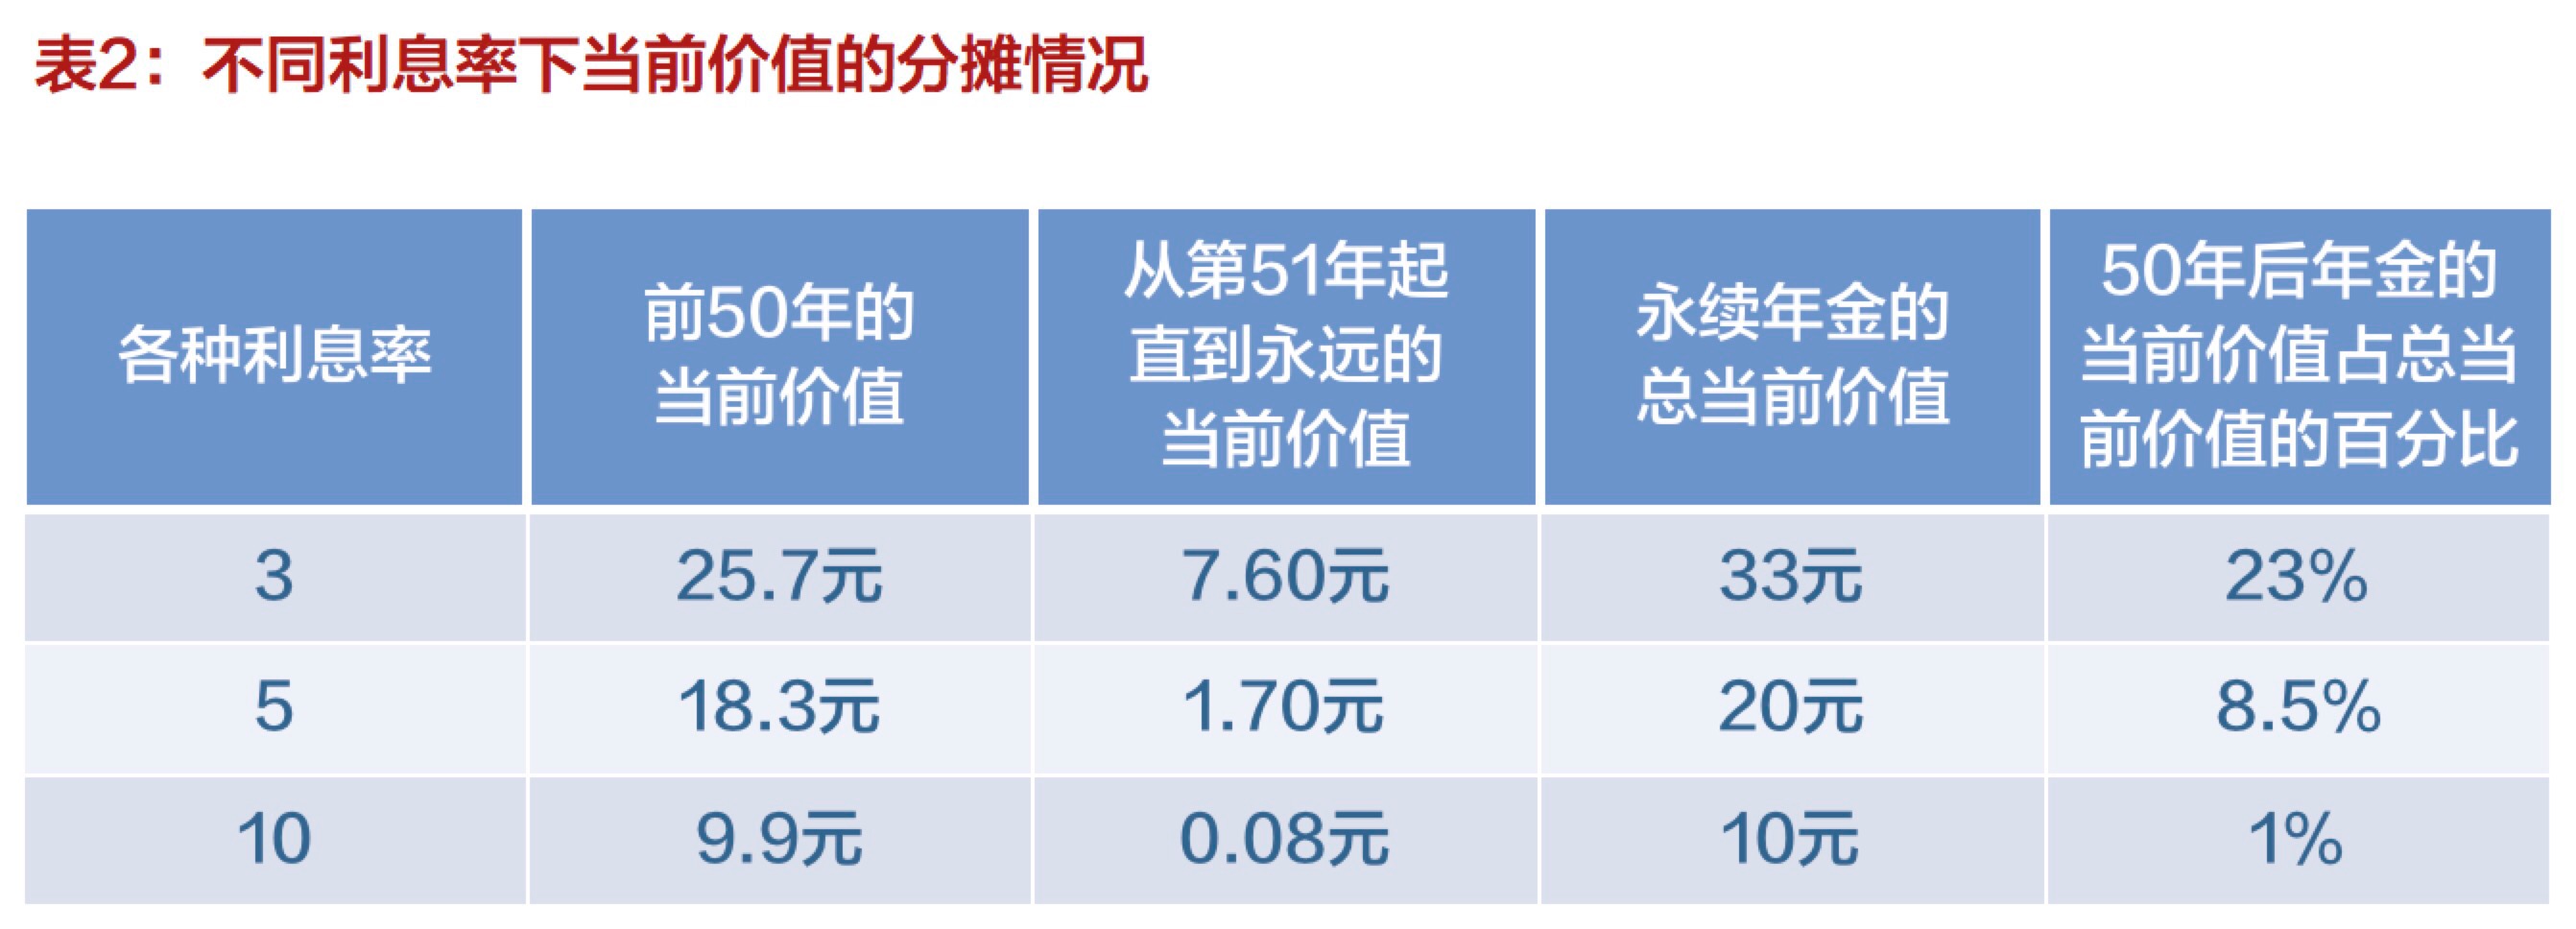 表2：不同利息率下当前价值的分摊情况
各种利息率
前50年的
当前价值
从第51年起
直到永远的
当前价值
永续年金的
总当前价值
50年后年金的
当前价值占总当
前价值的百分比
3
25.7元
7.60元
33元
23%
5
18.3元
1.70元
20元
8.5%
10
9.9元
0.08元
10元
1%